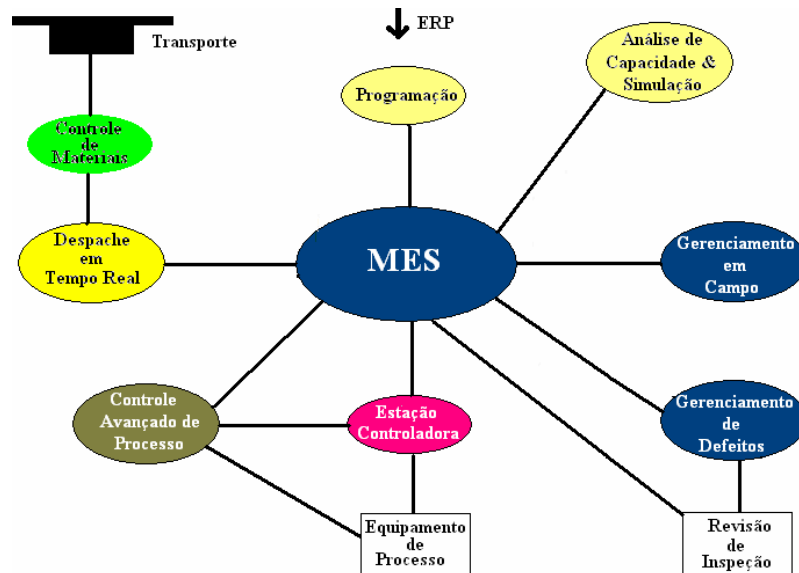 Transporte
ERP
Análise de
Capacidade &
Simulação
Programação
Controle
de
Materiais
Despache
em
Tempo Real
MES
Gerenciamento
em
Campo
Controle
Avançado de
Processo
Estação
Controladora
Gerenciamento
de
Defeitos
Equipamento
de
Processo
Revisão
de
Inspeção